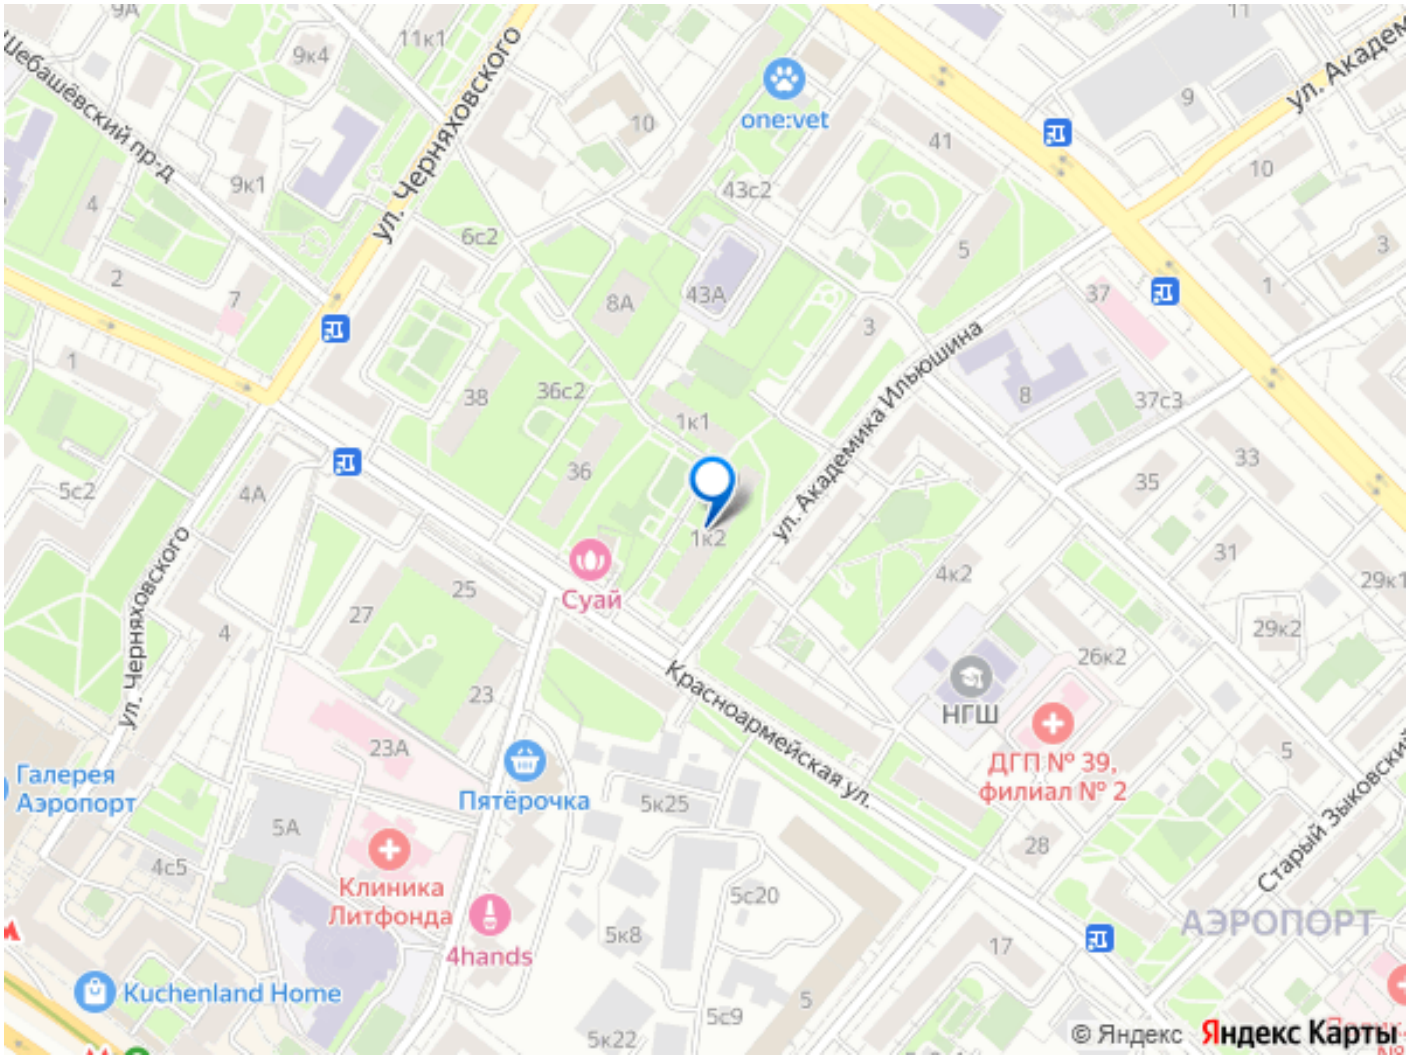 9А
11к1
11
9к4
Шебашёвский пр-д
ул. Черняховского
ул. Академ
9
one:vet
10
41
10
9к1
43с2
4
6с2
5
3
2
7
8А
43А
37
1
3
1
38
36с2
1к1
ул. Академика Ильюшина
8
37с3
36
33
35
5с2
4А
1к2
31
4к2
29к1
Суай
25
27
ул. Черняховского
4
29к2
26к2
23
Красноармейская ул.
НГШ
23А
ДГП № 39,
филиал № 2
5
Галерея
Аэропорт
Пятёрочка
5к25
5А
28
Старый Зыковский
4с5
Клиника
Литфонда
5с20
АЭРОПОРТ
5к8
17
4hands
Kuchenland Home
5
5с9
5к22
© Яндекс Яндекс Карты